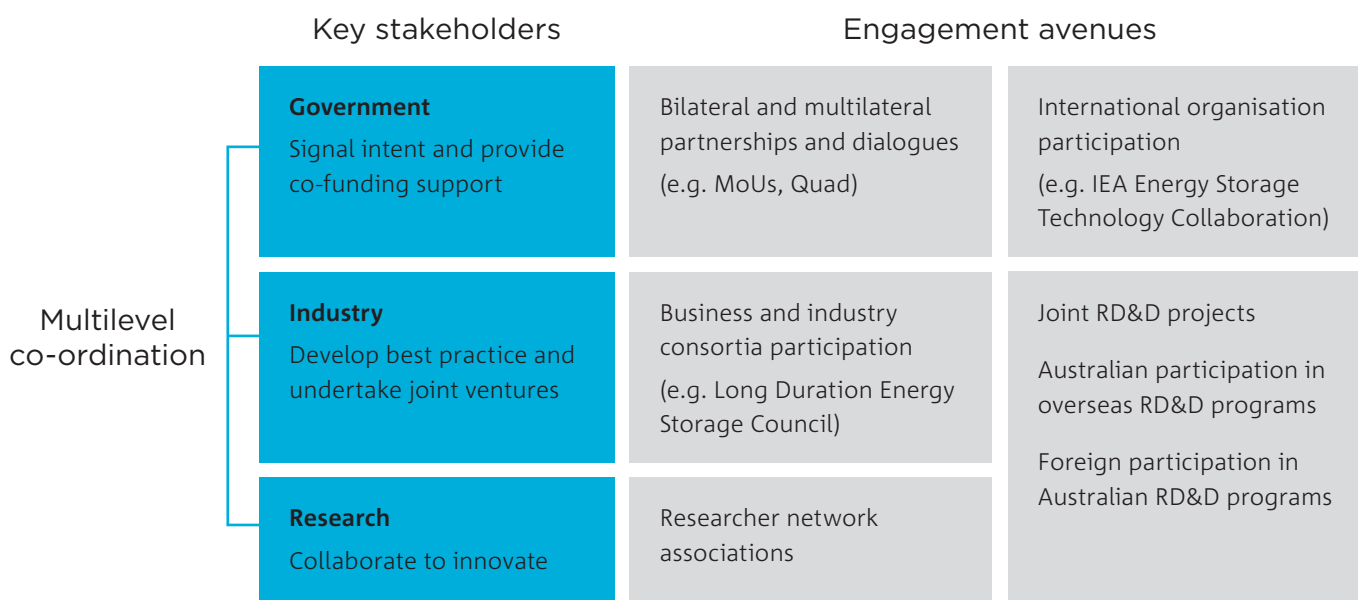 Key stakeholders
Engagement avenues
Multilevel
co-ordination
Government
Signal intent and provide
co-funding support
Bilateral and multilateral
partnerships and dialogues
(e.g. MoUs, Quad)
International organisation
participation
(e.g. IEA Energy Storage
Technology Collaboration)
Industry
Develop best practice and
undertake joint ventures
Business and industry
consortia participation
(e.g. Long Duration Energy
Storage Council)
Joint RD&D projects
Australian participation in
overseas RD&D programs
Foreign participation in
Australian RD&D programs
Research
Collaborate to innovate
Researcher network
associations